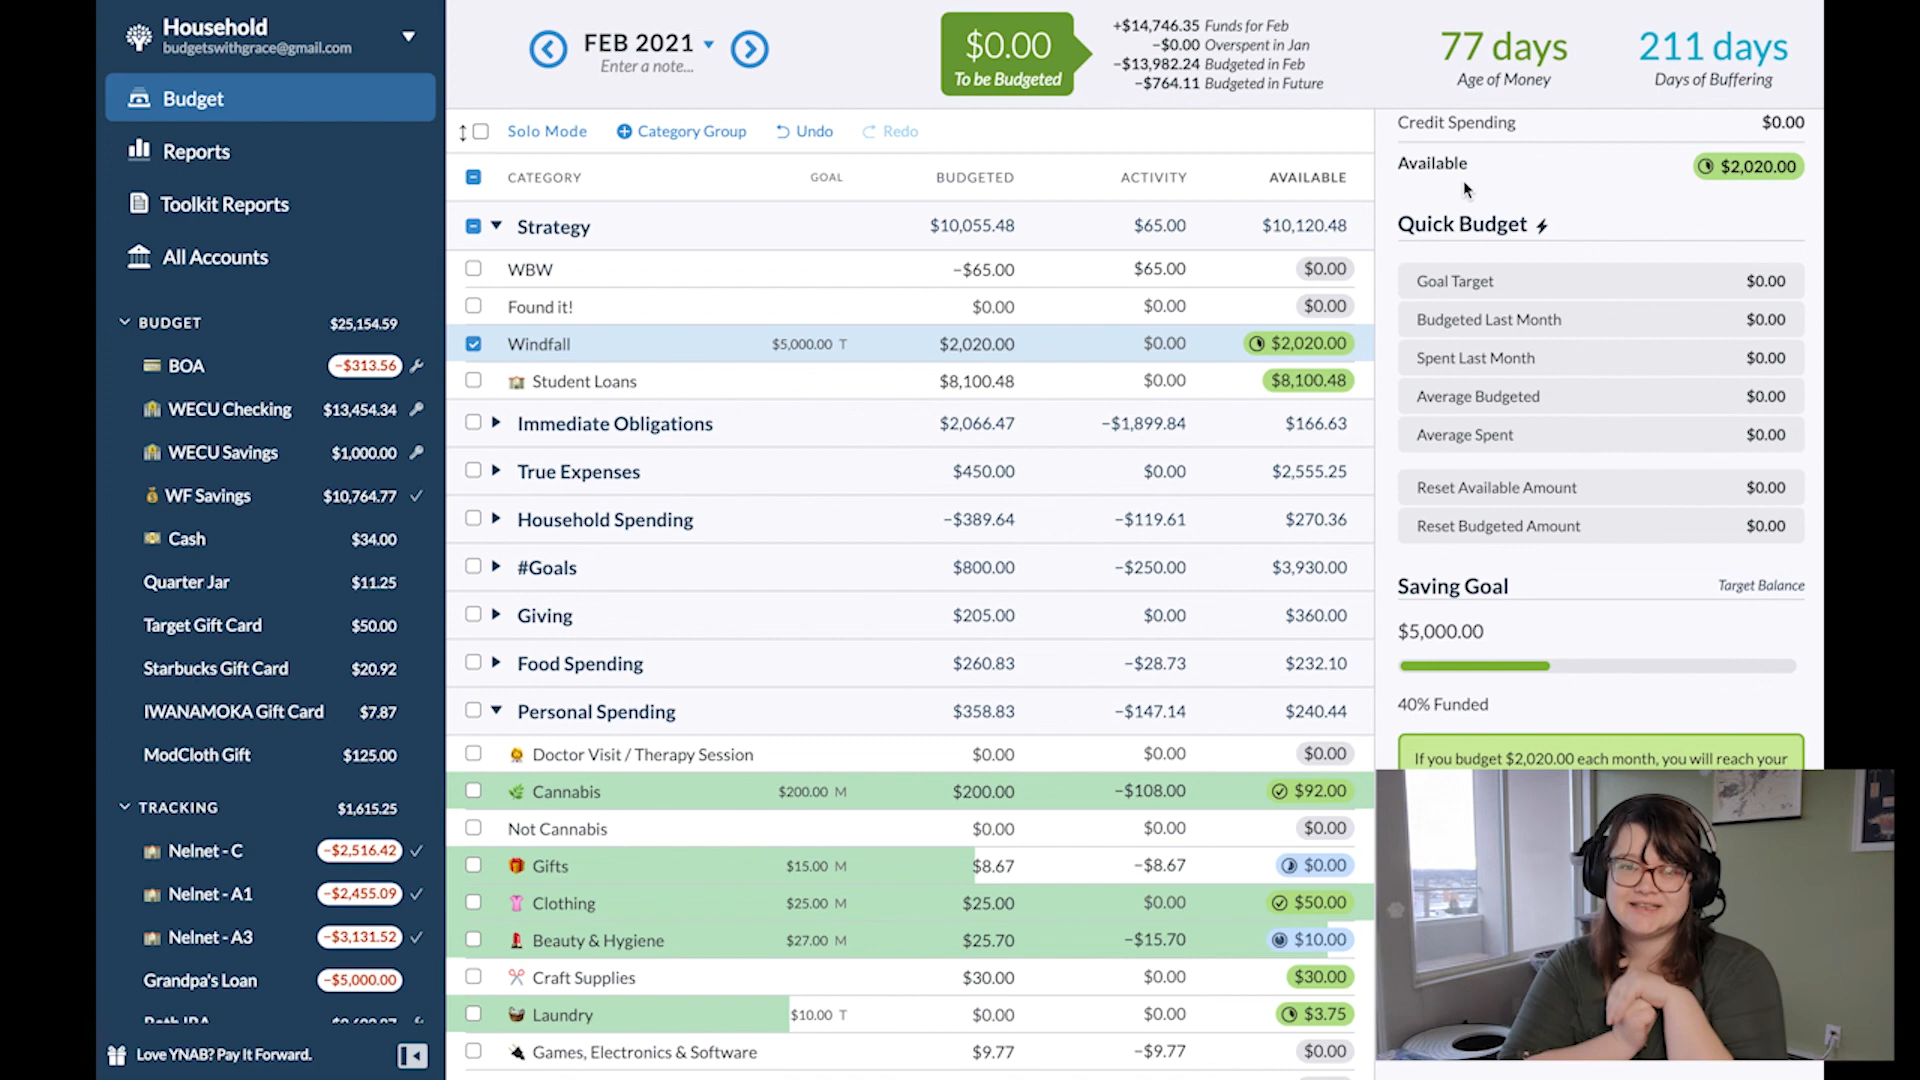 Household
budgetswithgrace@gmail.com
Budget
Reports
Toolkit Reports
All Accounts
BUDGET $25,154.59
BOA −$313.56
WECU Checking $13,454.34
WECU Savings $1,000.00
WF Savings $10,764.77
Cash $34.00
Quarter Jar $11.25
Target Gift Card $50.00
Starbucks Gift Card $20.92
IWANAMOKA Gift Card $7.87
ModCloth Gift $125.00
TRACKING $1,615.25
Nelnet - C −$2,516.42
Nelnet - A1 −$2,455.09
Nelnet - A3 −$3,131.52
Grandpa's Loan −$5,000.00
Roth IRA
Love YNAB? Pay It Forward.
FEB 2021
Enter a note...
$0.00
To be Budgeted
+$14,746.35 Funds for Feb
−$0.00 Overspent in Jan
−$13,982.24 Budgeted in Feb
−$764.11 Budgeted in Future
77 days
Age of Money
211 days
Days of Buffering
Solo Mode Category Group Undo Redo
CATEGORY GOAL BUDGETED ACTIVITY AVAILABLE
Strategy $10,055.48 $65.00 $10,120.48
WBW −$65.00 $65.00 $0.00
Found it! $0.00 $0.00 $0.00
Windfall $5,000.00 T $2,020.00 $0.00 $2,020.00
Student Loans $8,100.48 $0.00 $8,100.48
Immediate Obligations $2,066.47 −$1,899.84 $166.63
True Expenses $450.00 $0.00 $2,555.25
Household Spending −$389.64 −$119.61 $270.36
#Goals $800.00 −$250.00 $3,930.00
Giving $205.00 $0.00 $360.00
Food Spending $260.83 −$28.73 $232.10
Personal Spending $358.83 −$147.14 $240.44
Doctor Visit / Therapy Session $0.00 $0.00 $0.00
Cannabis $200.00 M $200.00 −$108.00 $92.00
Not Cannabis $0.00 $0.00 $0.00
Gifts $15.00 M $8.67 −$8.67 $0.00
Clothing $25.00 M $25.00 $0.00 $50.00
Beauty & Hygiene $27.00 M $25.70 −$15.70 $10.00
Craft Supplies $30.00 $0.00 $30.00
Laundry $10.00 T $0.00 $0.00 $3.75
Games, Electronics & Software $9.77 −$9.77 $0.00
Credit Spending $0.00
Available $2,020.00
Quick Budget
Goal Target $0.00
Budgeted Last Month $0.00
Spent Last Month $0.00
Average Budgeted $0.00
Average Spent $0.00
Reset Available Amount $0.00
Reset Budgeted Amount $0.00
Saving Goal Target Balance
$5,000.00
40% Funded
If you budget $2,020.00 each month, you will reach your